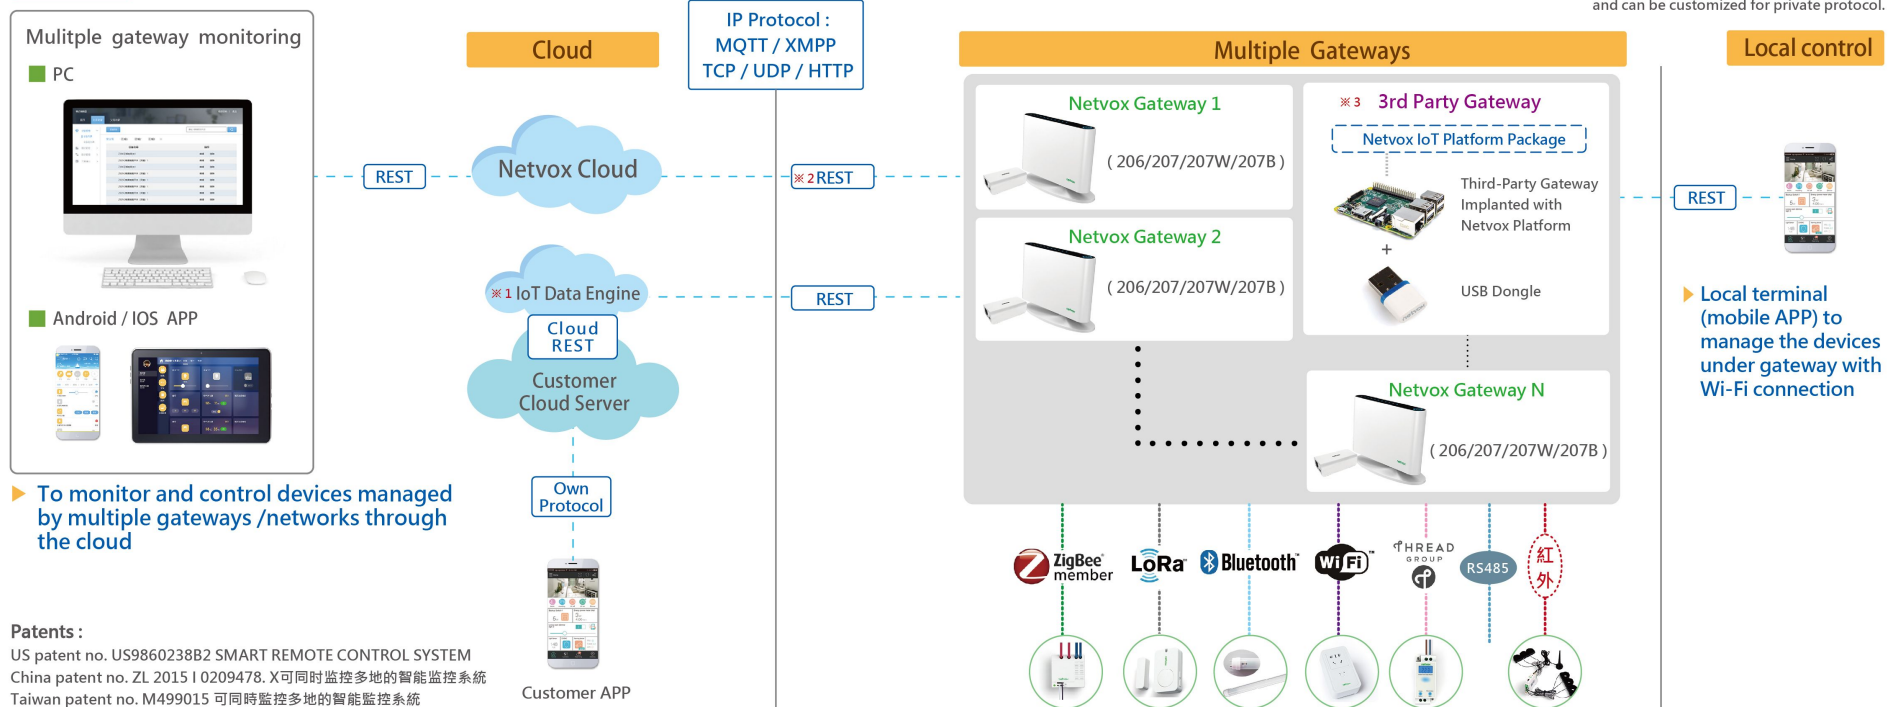 and can be customized for private protocol.
Mulitple gateway monitoring
PC
Android / IOS APP
To monitor and control devices managed
by multiple gateways /networks through
the cloud
Patents :
US patent no. US9860238B2 SMART REMOTE CONTROL SYSTEM
China patent no. ZL 2015 I 0209478. X可同时监控多地的智能监控系統
Taiwan patent no. M499015 可同時監控多地的智能監控系統
REST
Cloud
Netvox Cloud
※ 1 IoT Data Engine
Cloud
REST
Customer
Cloud Server
Own
Protocol
Customer APP
IP Protocol :
MQTT / XMPP
TCP / UDP / HTTP
※ 2 REST
REST
Multiple Gateways
Netvox Gateway 1
( 206/207/207W/207B )
Netvox Gateway 2
( 206/207/207W/207B )
※ 3 3rd Party Gateway
Netvox IoT Platform Package
Third-Party Gateway
Implanted with
Netvox Platform
+
USB Dongle
netvox
Netvox Gateway N
( 206/207/207W/207B )
ZigBee®
member
LoRa™
Bluetooth™
Wi Fi™
THREAD
GROUP
RS485
紅
外
Local control
REST
Local terminal
(mobile APP) to
manage the devices
under gateway with
Wi-Fi connection